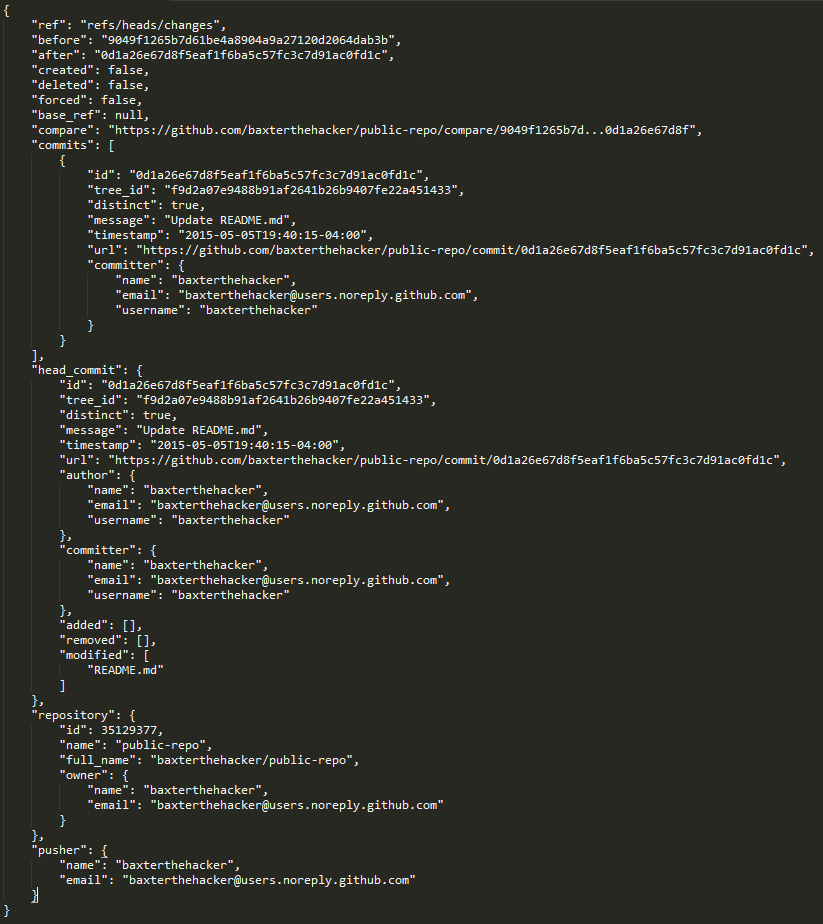 {
    "ref": "refs/heads/changes",
    "before": "9049f1265b7d61be4a8904a9a27120d2064dab3b",
    "after": "0d1a26e67d8f5eaf1f6ba5c57fc3c7d91ac0fd1c",
    "created": false,
    "deleted": false,
    "forced": false,
    "base_ref": null,
    "compare": "https://github.com/baxterthehacker/public-repo/compare/9049f1265b7d...0d1a26e67d8f",
    "commits": [
        {
            "id": "0d1a26e67d8f5eaf1f6ba5c57fc3c7d91ac0fd1c",
            "tree_id": "f9d2a07e9488b91af2641b26b9407fe22a451433",
            "distinct": true,
            "message": "Update README.md",
            "timestamp": "2015-05-05T19:40:15-04:00",
            "url": "https://github.com/baxterthehacker/public-repo/commit/0d1a26e67d8f5eaf1f6ba5c57fc3c7d91ac0fd1c",
            "committer": {
                "name": "baxterthehacker",
                "email": "baxterthehacker@users.noreply.github.com",
                "username": "baxterthehacker"
            }
        }
    ],
    "head_commit": {
        "id": "0d1a26e67d8f5eaf1f6ba5c57fc3c7d91ac0fd1c",
        "tree_id": "f9d2a07e9488b91af2641b26b9407fe22a451433",
        "distinct": true,
        "message": "Update README.md",
        "timestamp": "2015-05-05T19:40:15-04:00",
        "url": "https://github.com/baxterthehacker/public-repo/commit/0d1a26e67d8f5eaf1f6ba5c57fc3c7d91ac0fd1c",
        "author": {
            "name": "baxterthehacker",
            "email": "baxterthehacker@users.noreply.github.com",
            "username": "baxterthehacker"
        },
        "committer": {
            "name": "baxterthehacker",
            "email": "baxterthehacker@users.noreply.github.com",
            "username": "baxterthehacker"
        },
        "added": [],
        "removed": [],
        "modified": [
            "README.md"
        ]
    },
    "repository": {
        "id": 35129377,
        "name": "public-repo",
        "full_name": "baxterthehacker/public-repo",
        "owner": {
            "name": "baxterthehacker",
            "email": "baxterthehacker@users.noreply.github.com"
        }
    },
    "pusher": {
        "name": "baxterthehacker",
        "email": "baxterthehacker@users.noreply.github.com"
    }
}